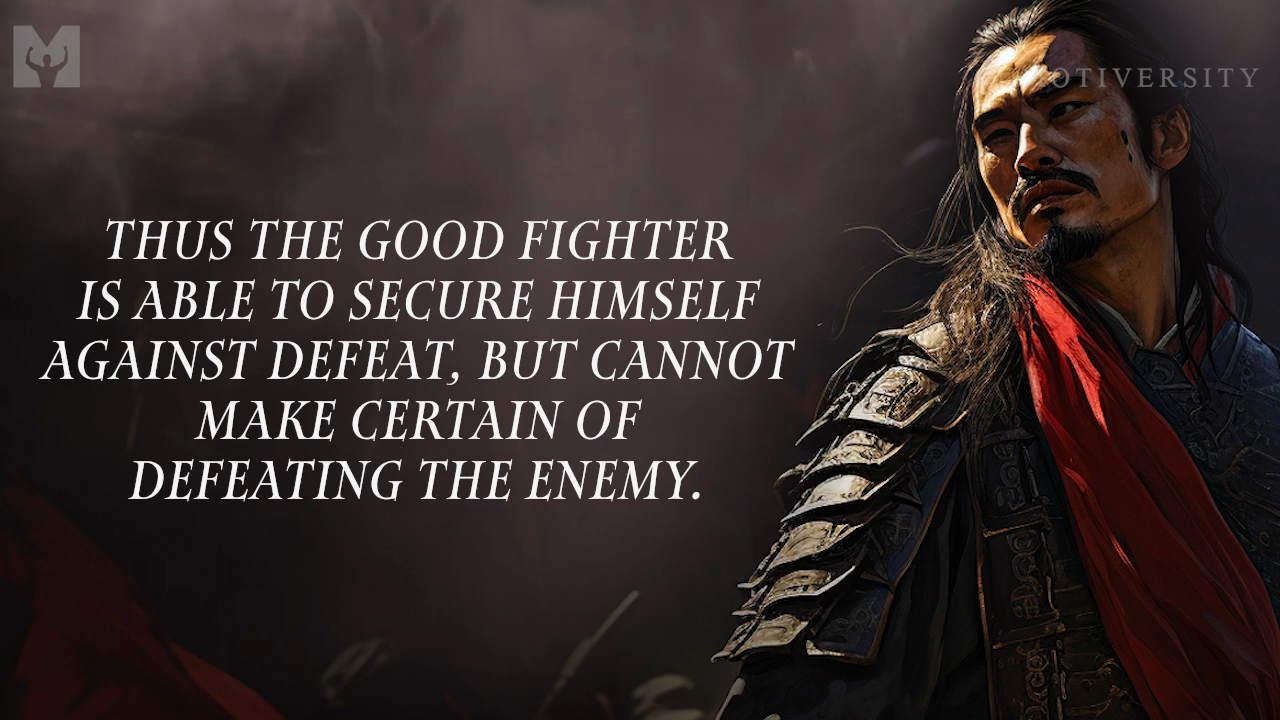 OTIVERSITY
THUS THE GOOD FIGHTER
IS ABLE TO SECURE HIMSELF
AGAINST DEFEAT, BUT CANNOT
MAKE CERTAIN OF
DEFEATING THE ENEMY.